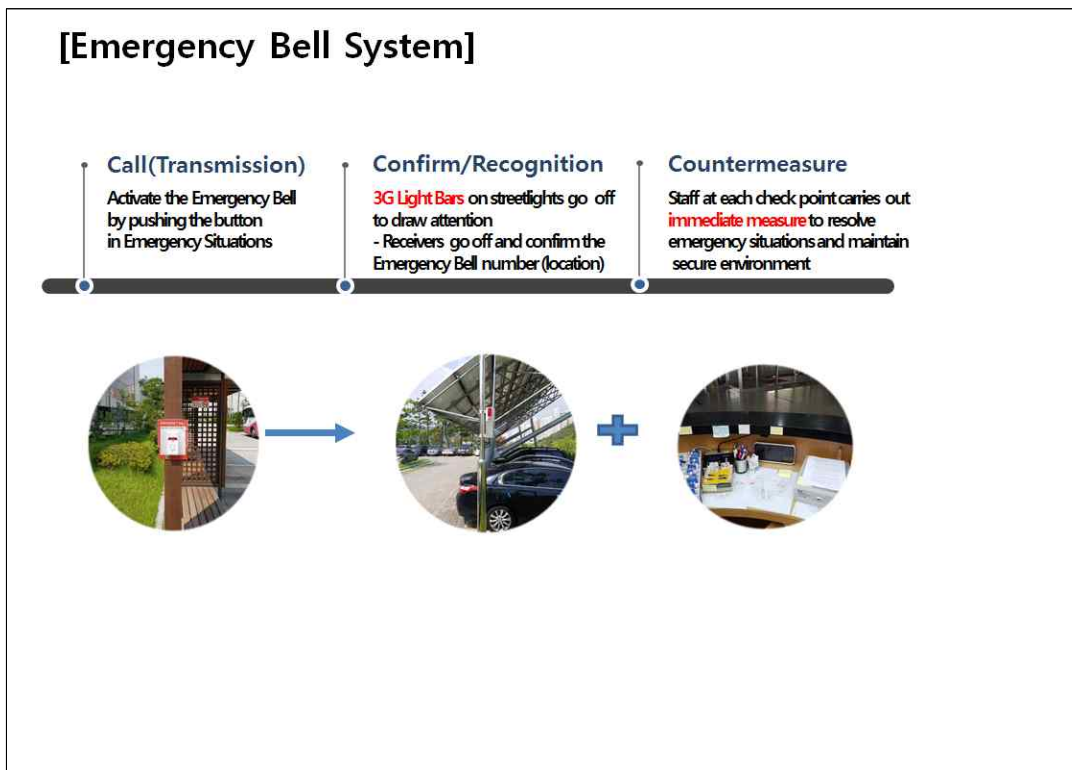 [Emergency Bell System]
Call(Transmission)
Activate the Emergency Bell
by pushing the button
in Emergency Situations
Confirm/Recognition
3G Light Bars on streetlights go off
to draw attention
- Receivers go off and confirm the
Emergency Bell number (location)
Countermeasure
Staff at each check point carries out
immediate measure to resolve
emergency situations and maintain
secure environment